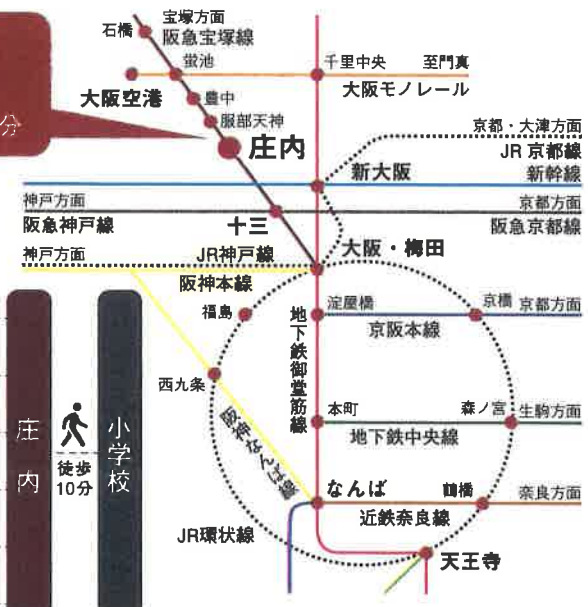 宝塚方面
石橋
阪急宝塚線
蛍池
千里中央
至門真
大阪空港
大阪モノレール
豊中
分
服部天神
京都・大津方面
庄内
JR 京都線
新大阪
新幹線
神戸方面
京都方面
阪急神戸線
十三
阪急京都線
神戸方面
JR神戸線
大阪・梅田
阪神本線
福島
地下鉄御堂筋線
淀屋橋
京橋
京都方面
京阪本線
西九条
阪神なんば線
本町
森ノ宮
生駒方面
地下鉄中央線
庄内
徒歩
10分
小学校
なんば
鶴橋
奈良方面
近鉄奈良線
JR環状線
天王寺